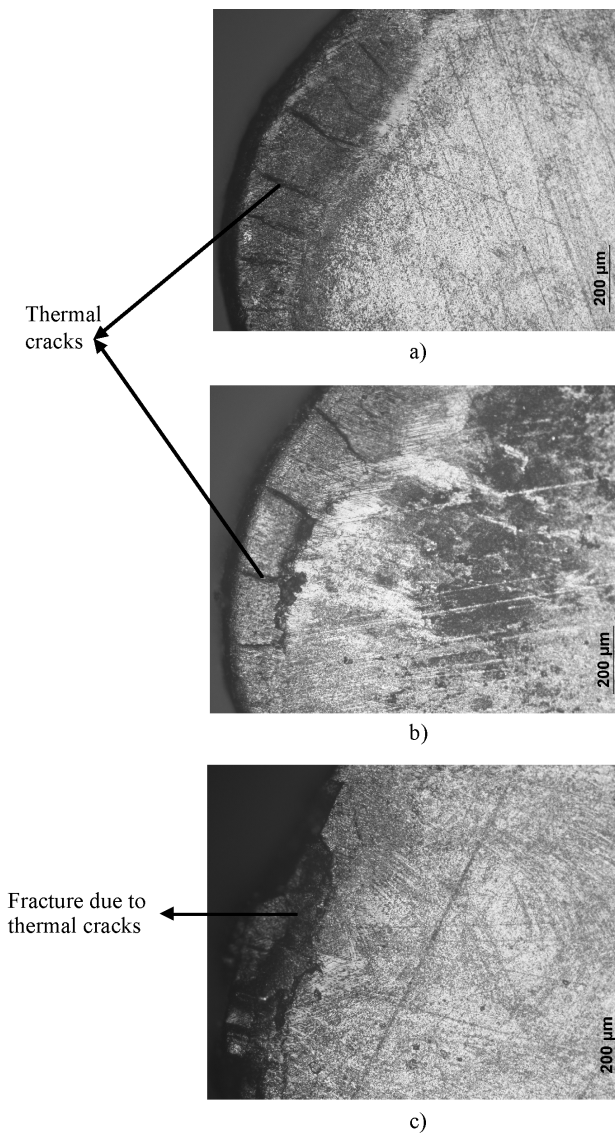 200 µm
a)
Thermal
cracks
200 µm
b)
Fracture due to
thermal cracks
200 µm
c)